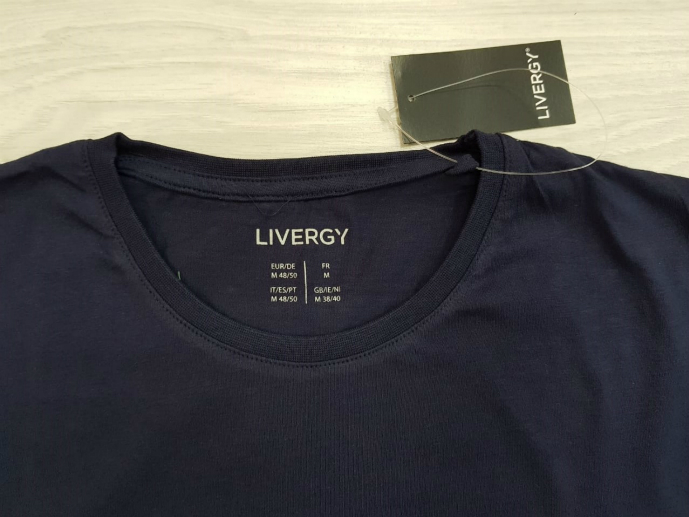 LIVERGY®
LIVERGY
EUR/DE
M 48/50
FR
M
IT/ES/PT
M 48/50
GB/IE/NI
M 38/40